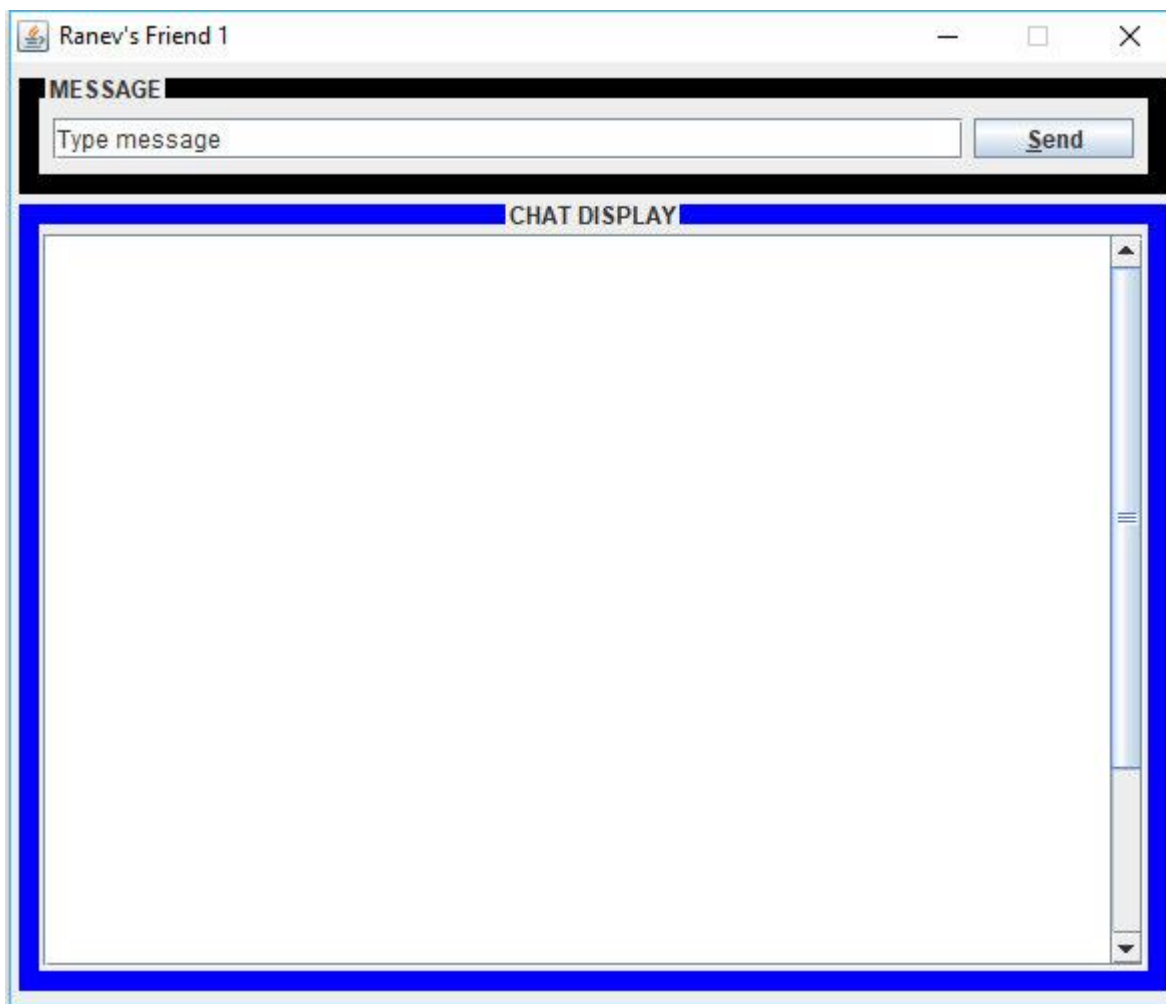 Ranev's Friend 1
MESSAGE
Type message
Send
CHAT DISPLAY